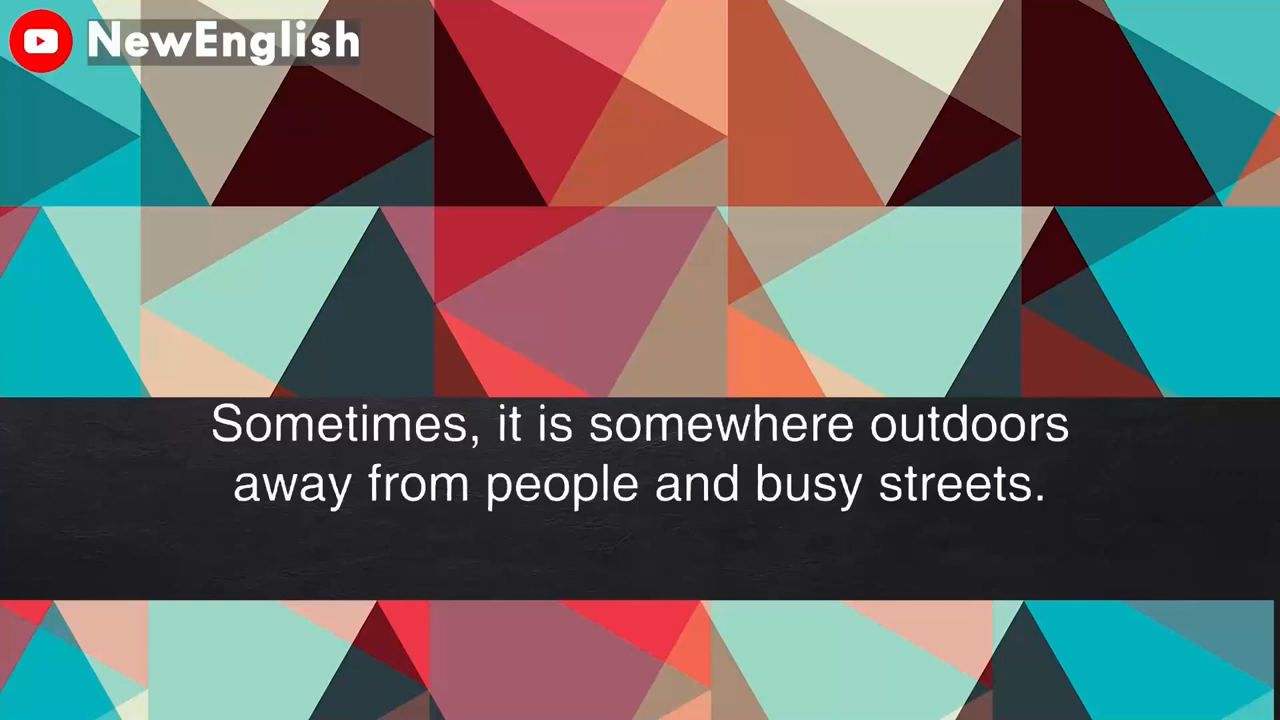 NewEnglish
Sometimes, it is somewhere outdoors
away from people and busy streets.